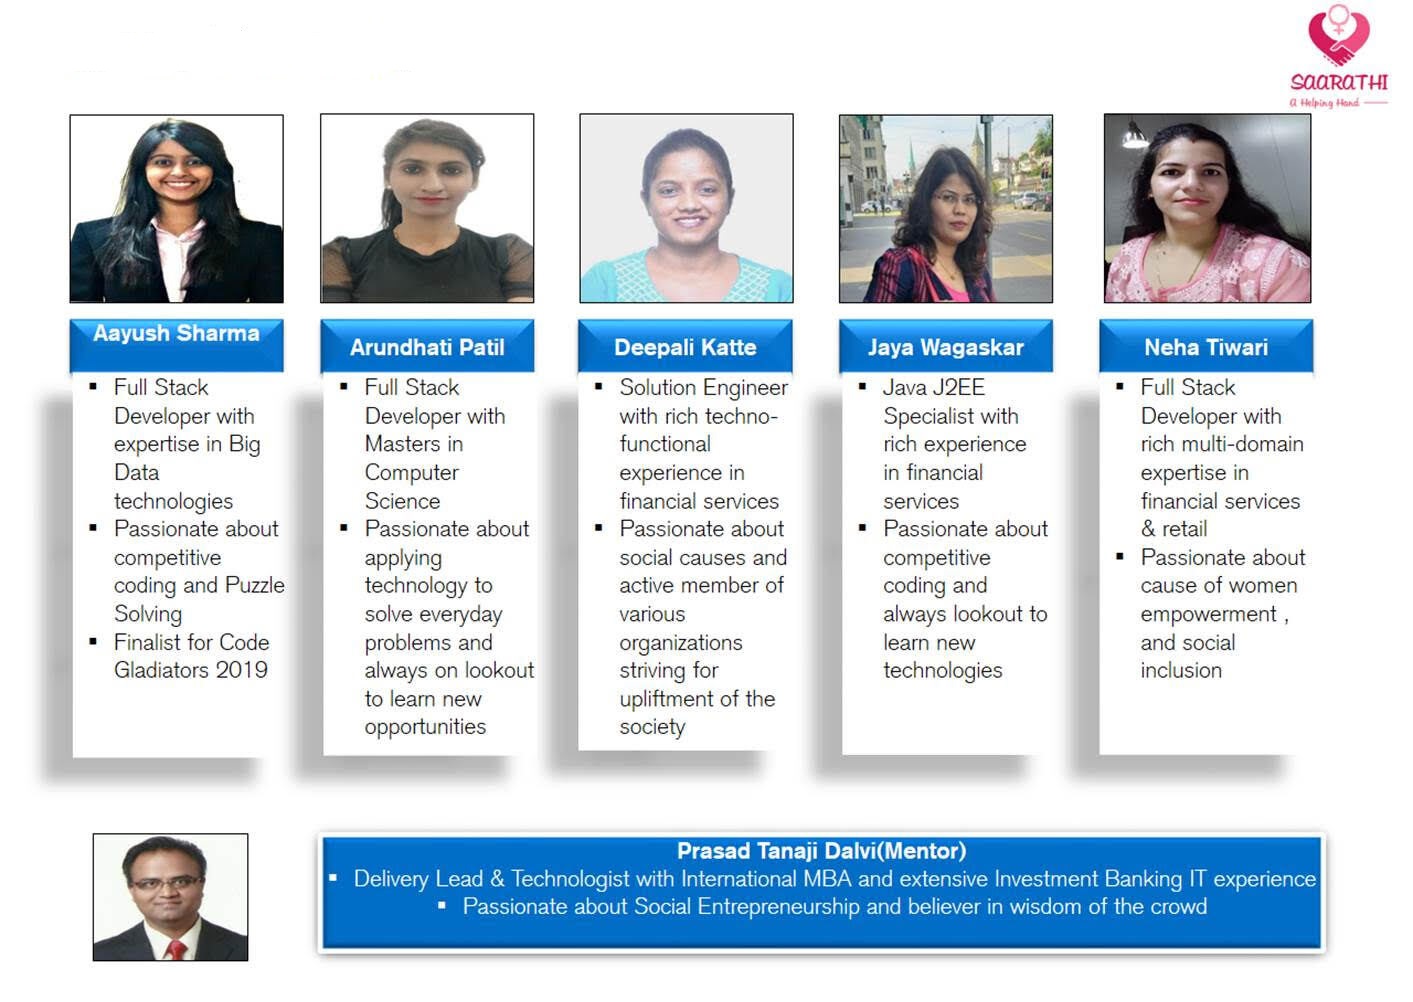 SAARATHI
A Helping Hand
Aayush Sharma
▪ Full Stack
Developer with
expertise in Big
Data
technologies
▪ Passionate about
competitive
coding and Puzzle
Solving
▪ Finalist for Code
Gladiators 2019
Arundhati Patil
▪ Full Stack
Developer with
Masters in
Computer
Science
▪ Passionate about
applying
technology to
solve everyday
problems and
always on lookout
to learn new
opportunities
Deepali Katte
▪ Solution Engineer
with rich techno-
functional
experience in
financial services
▪ Passionate about
social causes and
active member of
various
organizations
striving for
upliftment of the
society
Jaya Wagaskar
▪ Java J2EE
Specialist with
rich experience
in financial
services
▪ Passionate about
competitive
coding and
always lookout to
learn new
technologies
Neha Tiwari
▪ Full Stack
Developer with
rich multi-domain
expertise in
financial services
& retail
▪ Passionate about
cause of women
empowerment ,
and social
inclusion
Prasad Tanaji Dalvi(Mentor)
▪ Delivery Lead & Technologist with International MBA and extensive Investment Banking IT experience
▪ Passionate about Social Entrepreneurship and believer in wisdom of the crowd